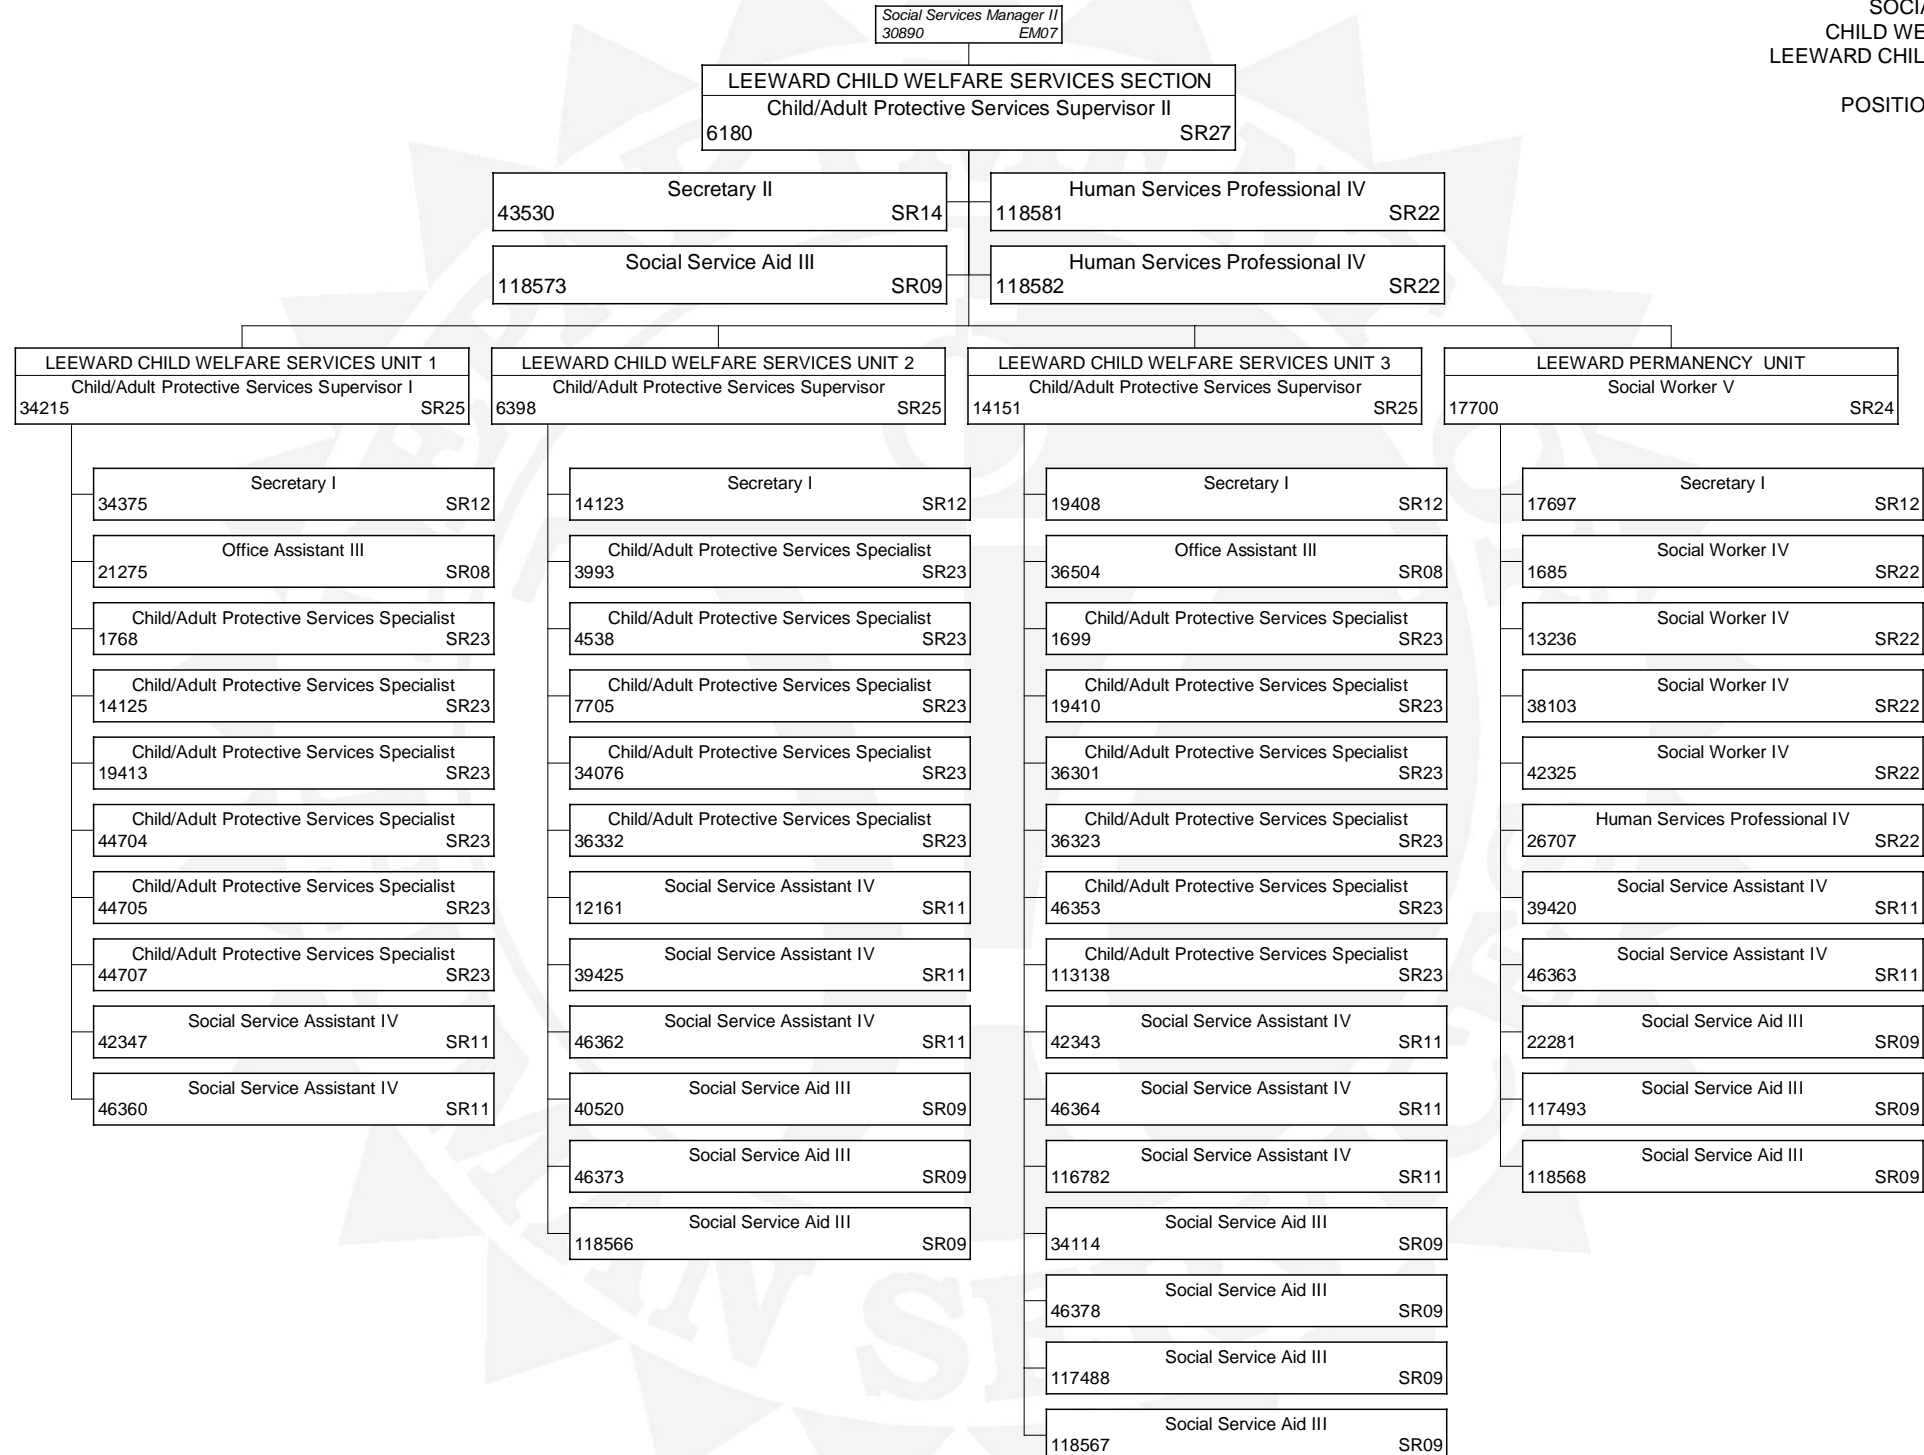 Social Services Manager II
30890 EM07
SOCIA
CHILD WE
LEEWARD CHIL
POSITIO
LEEWARD CHILD WELFARE SERVICES SECTION
Child/Adult Protective Services Supervisor II
6180 SR27
Secretary II
43530 SR14
Human Services Professional IV
118581 SR22
Social Service Aid III
118573 SR09
Human Services Professional IV
118582 SR22
LEEWARD CHILD WELFARE SERVICES UNIT 1
Child/Adult Protective Services Supervisor I
34215 SR25
Secretary I
34375 SR12
Office Assistant III
21275 SR08
Child/Adult Protective Services Specialist
1768 SR23
Child/Adult Protective Services Specialist
14125 SR23
Child/Adult Protective Services Specialist
19413 SR23
Child/Adult Protective Services Specialist
44704 SR23
Child/Adult Protective Services Specialist
44705 SR23
Child/Adult Protective Services Specialist
44707 SR23
Social Service Assistant IV
42347 SR11
Social Service Assistant IV
46360 SR11
LEEWARD CHILD WELFARE SERVICES UNIT 2
Child/Adult Protective Services Supervisor
6398 SR25
Secretary I
14123 SR12
Child/Adult Protective Services Specialist
3993 SR23
Child/Adult Protective Services Specialist
4538 SR23
Child/Adult Protective Services Specialist
7705 SR23
Child/Adult Protective Services Specialist
34076 SR23
Child/Adult Protective Services Specialist
36332 SR23
Social Service Assistant IV
12161 SR11
Social Service Assistant IV
39425 SR11
Social Service Assistant IV
46362 SR11
Social Service Aid III
40520 SR09
Social Service Aid III
46373 SR09
Social Service Aid III
118566 SR09
LEEWARD CHILD WELFARE SERVICES UNIT 3
Child/Adult Protective Services Supervisor
14151 SR25
Secretary I
19408 SR12
Office Assistant III
36504 SR08
Child/Adult Protective Services Specialist
1699 SR23
Child/Adult Protective Services Specialist
19410 SR23
Child/Adult Protective Services Specialist
36301 SR23
Child/Adult Protective Services Specialist
36323 SR23
Child/Adult Protective Services Specialist
46353 SR23
Child/Adult Protective Services Specialist
113138 SR23
Social Service Assistant IV
42343 SR11
Social Service Assistant IV
46364 SR11
Social Service Assistant IV
116782 SR11
Social Service Aid III
34114 SR09
Social Service Aid III
46378 SR09
Social Service Aid III
117488 SR09
Social Service Aid III
118567 SR09
LEEWARD PERMANENCY UNIT
Social Worker V
17700 SR24
Secretary I
17697 SR12
Social Worker IV
1685 SR22
Social Worker IV
13236 SR22
Social Worker IV
38103 SR22
Social Worker IV
42325 SR22
Human Services Professional IV
26707 SR22
Social Service Assistant IV
39420 SR11
Social Service Assistant IV
46363 SR11
Social Service Aid III
22281 SR09
Social Service Aid III
117493 SR09
Social Service Aid III
118568 SR09